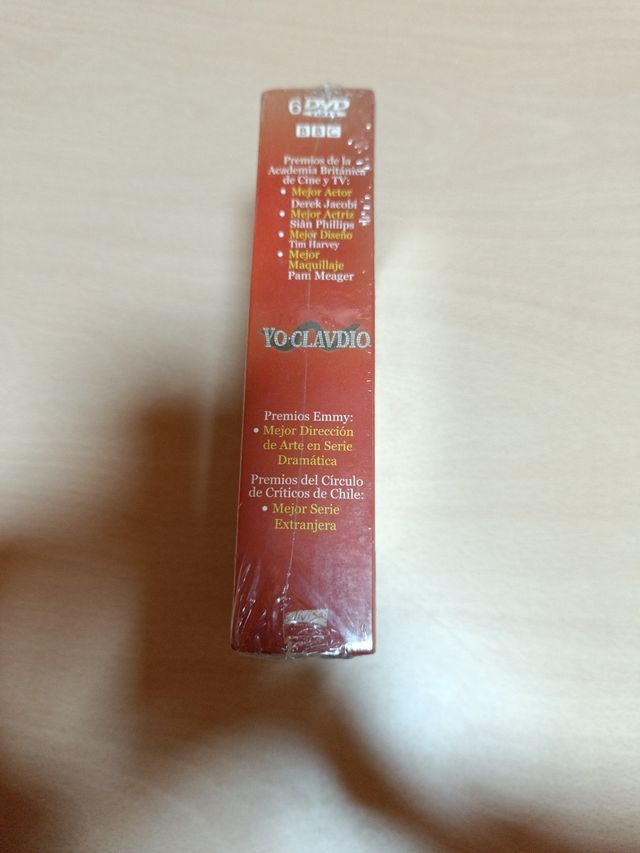 6 DVD
VIDEO
BBC
Premios de la
Academia Británica
de Cine y TV:
• Mejor Actor
Derek Jacobi
• Mejor Actriz
Siân Phillips
• Mejor Diseño
Tim Harvey
• Mejor
Maquillaje
Pam Meager
YO·CLAVDIO
Premios Emmy:
• Mejor Dirección
de Arte en Serie
Dramática
Premios del Círculo
de Críticos de Chile:
• Mejor Serie
Extranjera